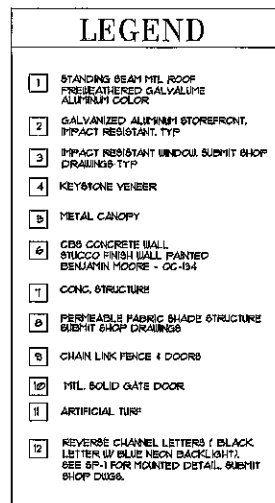 LEGEND
1 STANDING SEAM MTL ROOF
PREWEATHERED GALVALUME
ALUMINUM COLOR
2 GALVANIZED ALUMINUM STOREFRONT,
IMPACT RESISTANT, TYP
3 IMPACT RESISTANT WINDOW. SUBMIT SHOP
DRAWINGS TYP
4 KEYSTONE VENEER
5 METAL CANOPY
6 CBS CONCRETE WALL
STUCCO FINISH WALL PAINTED
BENJAMIN MOORE - OC-134
7 CONC. STRUCTURE
8 PERMEABLE FABRIC SHADE STRUCTURE
SUBMIT SHOP DRAWINGS
9 CHAIN LINK FENCE & DOORS
10 MTL. SOLID GATE DOOR
11 ARTIFICIAL TURF
12 REVERSE CHANNEL LETTERS ( BLACK
LETTER W/ BLUE NEON BACKLIGHT).
SEE SP-1 FOR MOUNTED DETAIL. SUBMIT
SHOP DWGS.